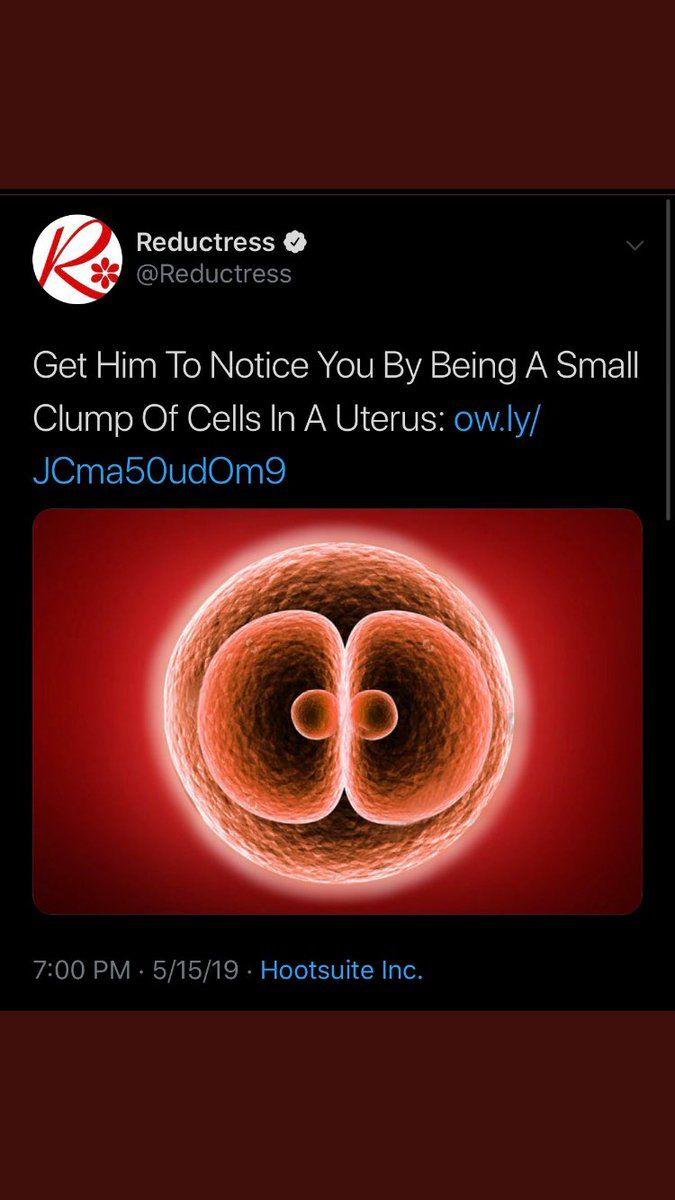 Reductress
@Reductress
Get Him To Notice You By Being A Small
Clump Of Cells In A Uterus: ow.ly/
JCma50udOm9
7:00 PM · 5/15/19 · Hootsuite Inc.